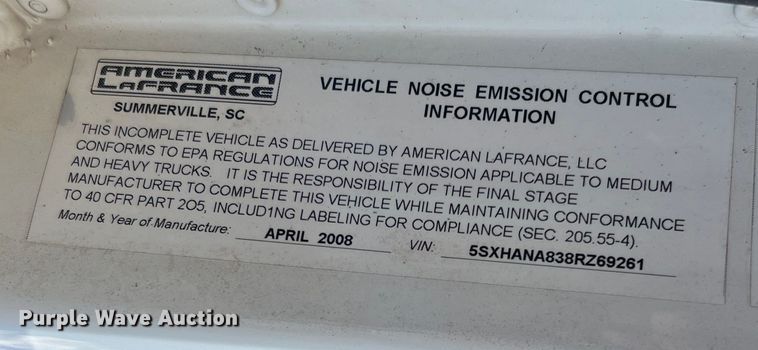 AMERICAN
LaFRANCE
SUMMERVILLE, SC
VEHICLE NOISE EMISSION CONTROL
INFORMATION
THIS INCOMPLETE VEHICLE AS DELIVERED BY AMERICAN LAFRANCE, LLC
CONFORMS TO EPA REGULATIONS FOR NOISE EMISSION APPLICABLE TO MEDIUM
AND HEAVY TRUCKS. IT IS THE RESPONSIBILITY OF THE FINAL STAGE
MANUFACTURER TO COMPLETE THIS VEHICLE WHILE MAINTAINING CONFORMANCE
TO 40 CFR PART 2O5, INCLUD1NG LABELING FOR COMPLIANCE (SEC. 205.55-4).
Month & Year of Manufacture: APRIL 2008 VIN: 5SXHANA838RZ69261
Purple Wave Auction